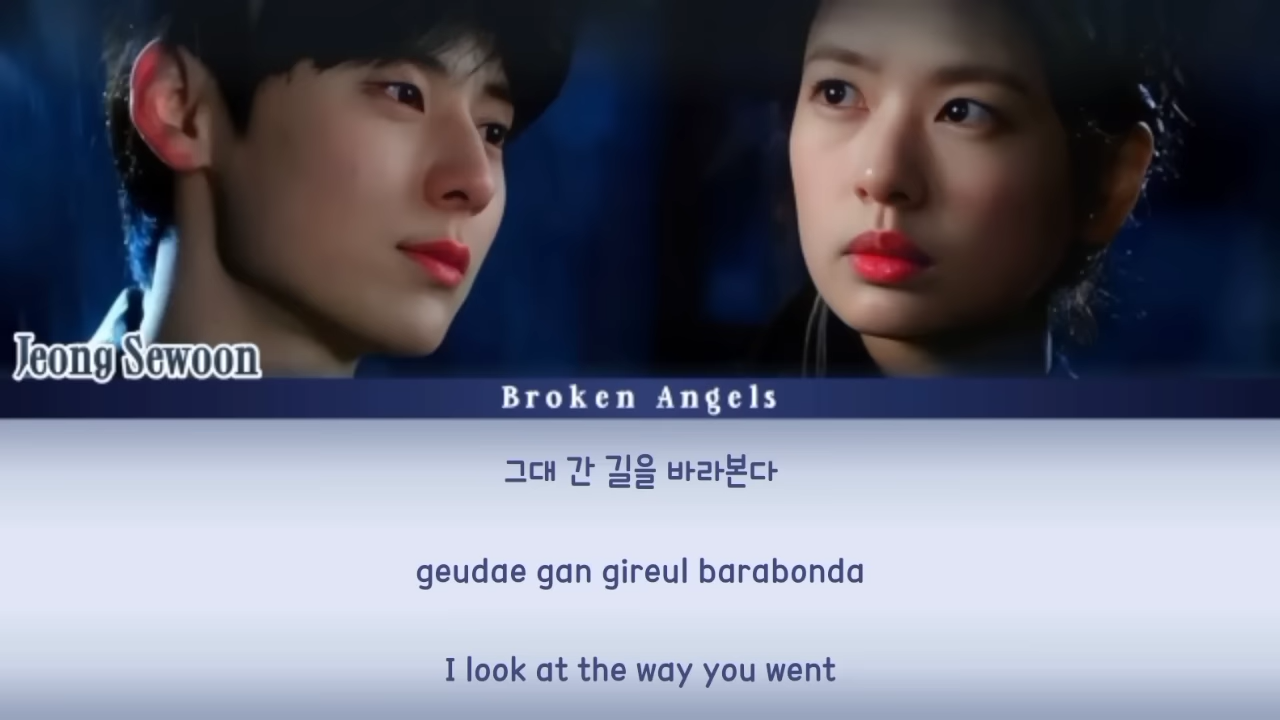 Jeong Sewoon
Broken Angels
그대 간 길을 바라본다
geudae gan gireul barabonda
I look at the way you went